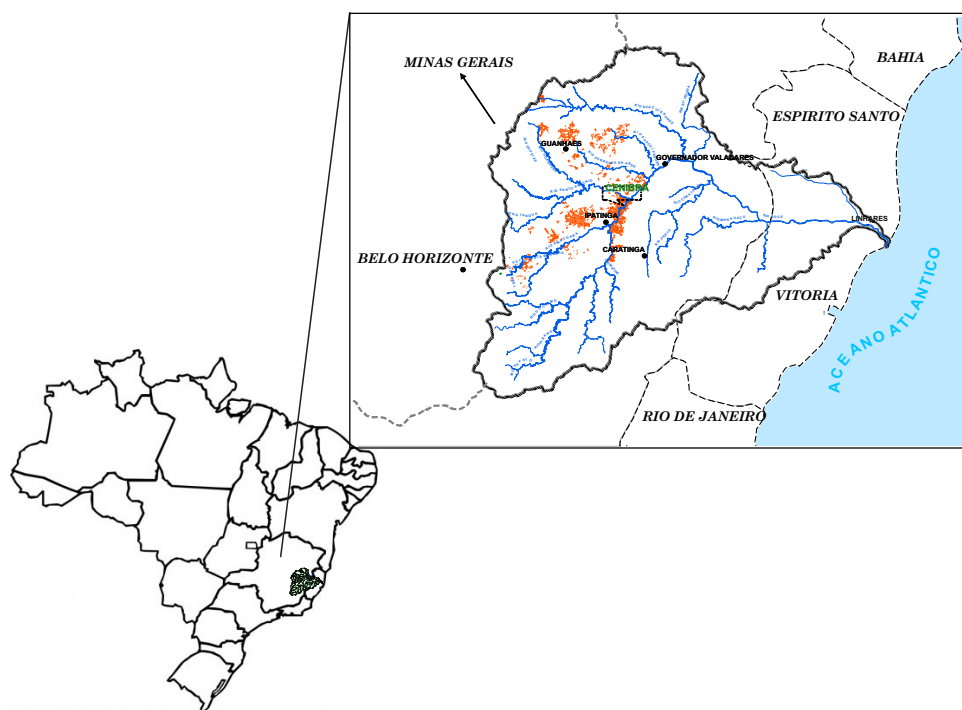 BAHIA
MINAS GERAIS
ESPIRITO SANTO
GUANHAES
GOVERNADOR VALADARES
CENIBRA
IPATINGA
LINHARES
CARATINGA
BELO HORIZONTE
VITORIA
ACEANO ATLANTICO
RIO DE JANEIRO